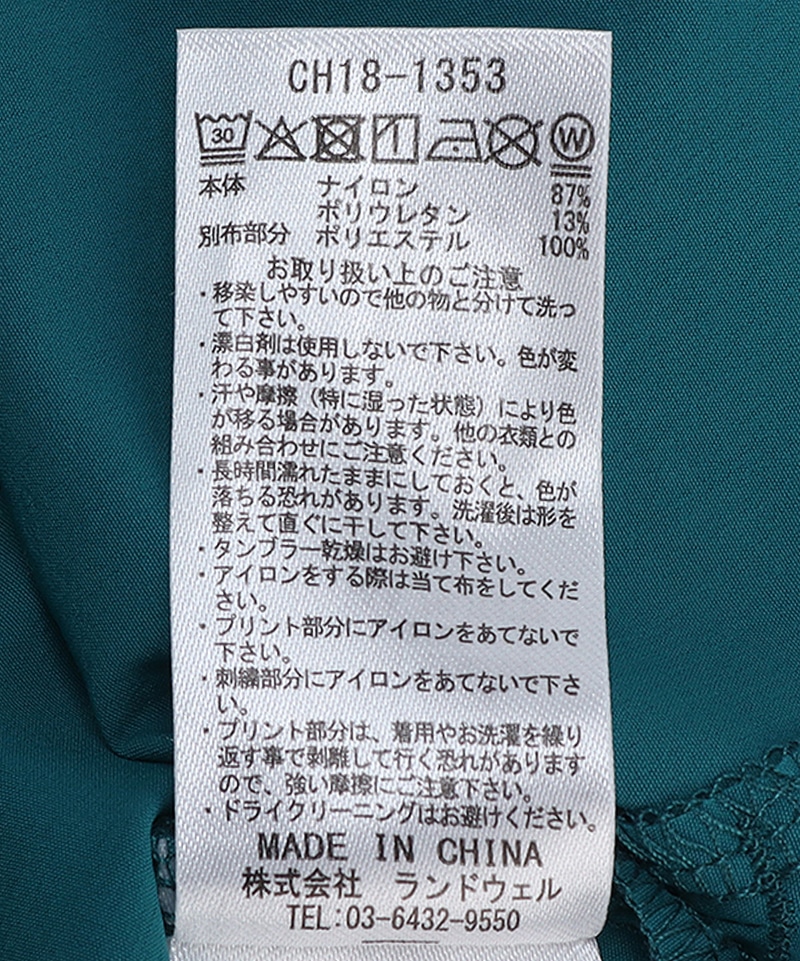 CH18-1353
30 W
本体 ナイロン 87%
ポリウレタン 13%
別布部分 ポリエステル 100%
お取り扱い上のご注意
・移染しやすいので他の物と分けて洗っ
て下さい。
・漂白剤は使用しないで下さい。色が変
わる事があります。
・汗や摩擦（特に湿った状態）により色
が移る場合があります。他の衣類との
組み合わせにご注意ください。
・長時間濡れたままにしておくと、色が
落ちる恐れがあります。洗濯後は形を
整えて直ぐに干して下さい。
・タンブラー乾燥はお避け下さい。
・アイロンをする際は当て布をしてくだ
さい。
・プリント部分にアイロンをあてないで
下さい。
・刺繍部分にアイロンをあてないで下さ
い。
・プリント部分は、着用やお洗濯を繰り
返す事で剥離して行く恐れがあります
ので、強い摩擦にご注意下さい。
・ドライクリーニングはお避けください。
MADE IN CHINA
株式会社 ランドウェル
TEL:03-6432-9550